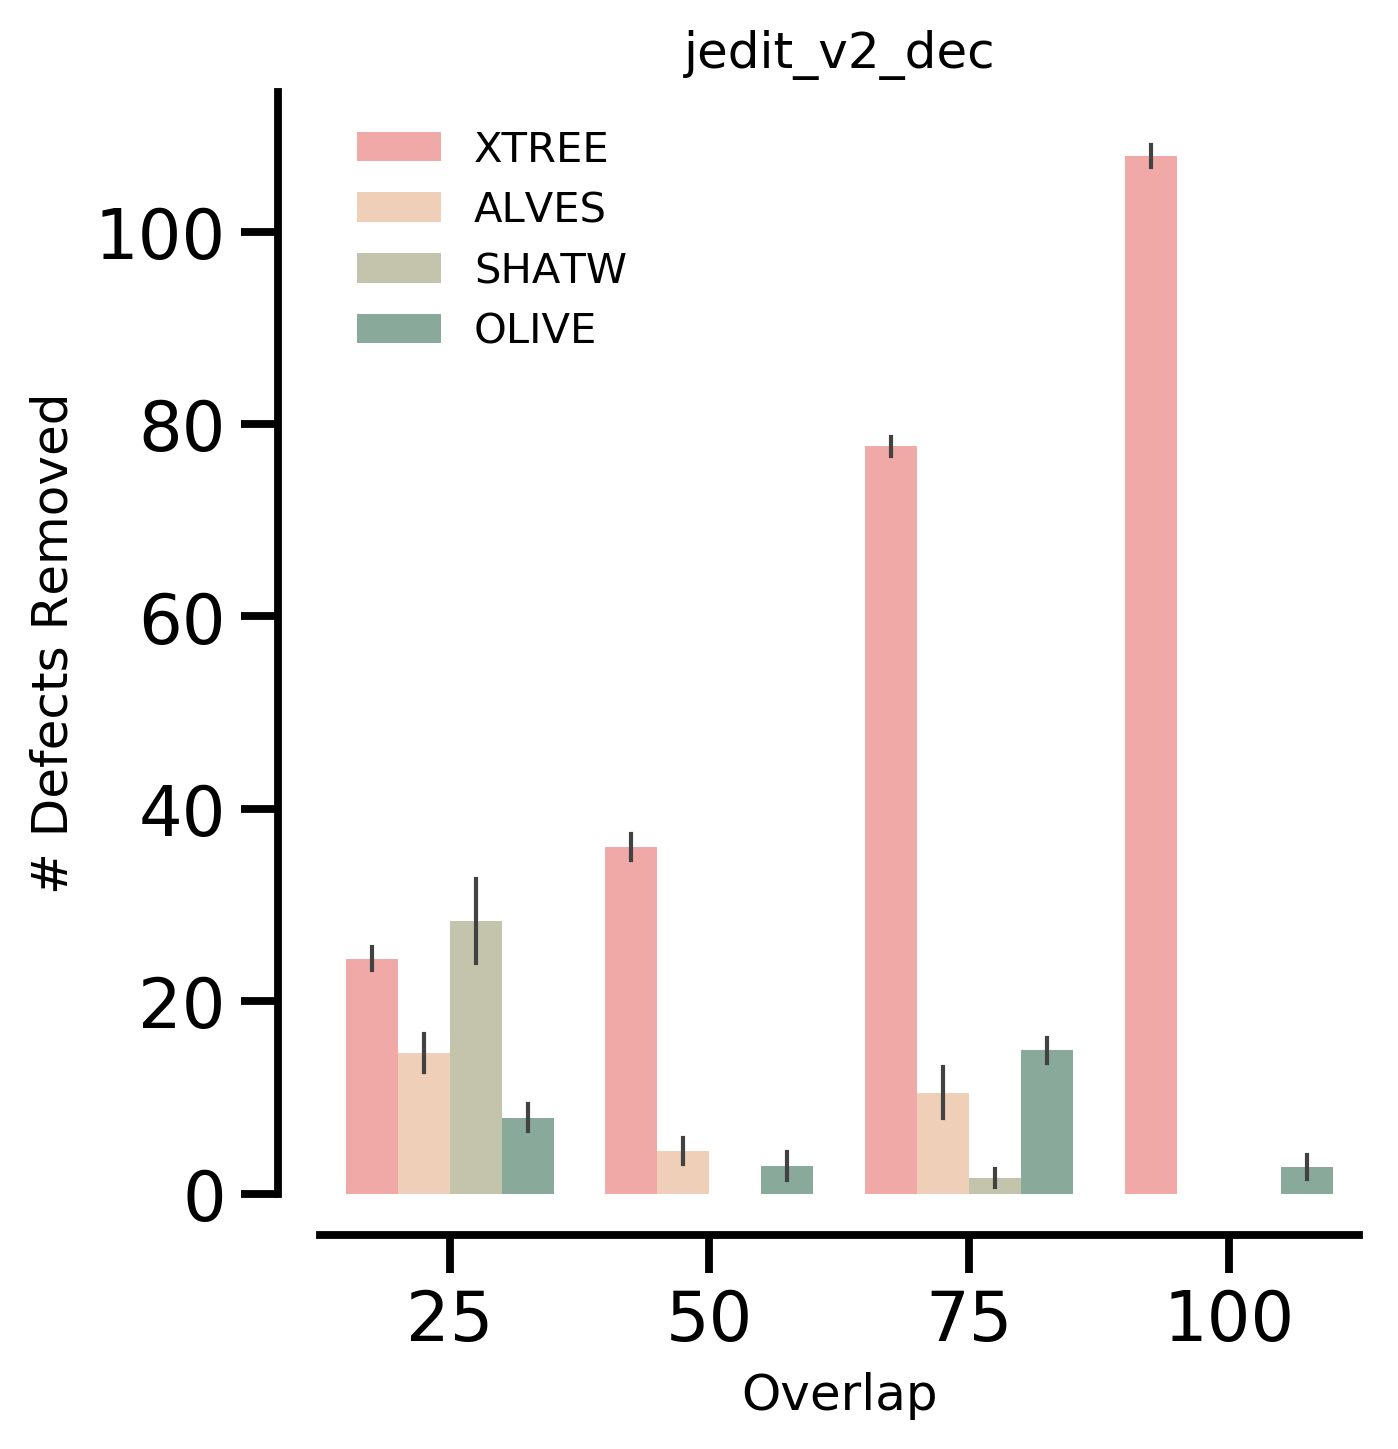 jedit_v2_dec
XTREE
ALVES
SHATW
OLIVE
# Defects Removed
100
80
60
40
20
0
25 50 75 100
Overlap